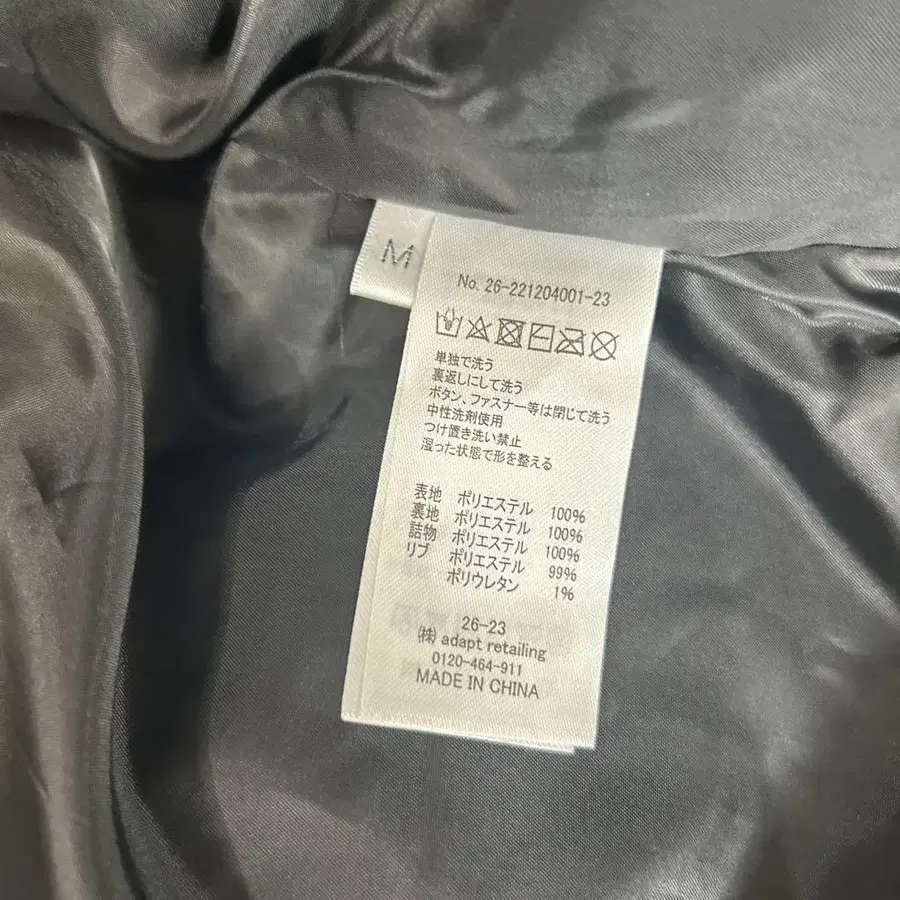 M
No. 26-221204001-23
単独で洗う
裏返しにして洗う
ボタン、ファスナー等は閉じて洗う
中性洗剤使用
つけ置き洗い禁止
湿った状態で形を整える
表地 ポリエステル 100%
裏地 ポリエステル 100%
詰物 ポリエステル 100%
リブ ポリエステル 99%
ポリウレタン 1%
26-23
㈱ adapt retailing
0120-464-911
MADE IN CHINA